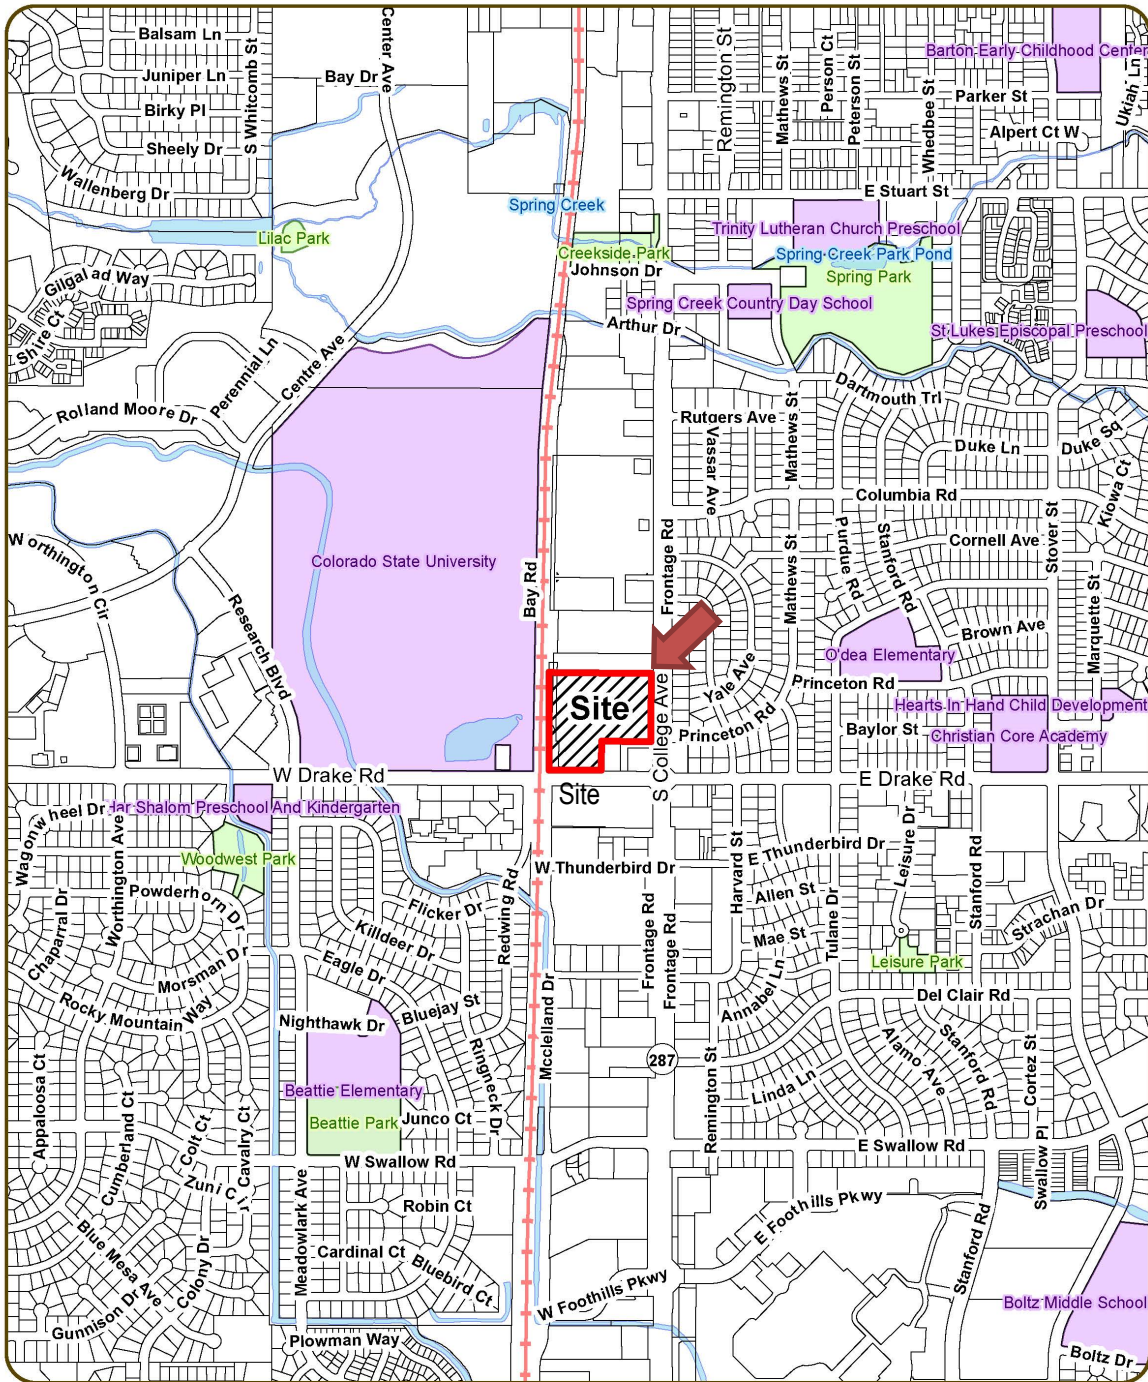 Balsam Ln
Juniper Ln
Birky Pl
Sheely Dr
Wallenberg Dr
S Whitcomb St
Bay Dr
Center Ave
Remington St
Mathews St
Person Ct
Peterson St
Whedbee St
Barton Early Childhood Center
Parker St
Alpert Ct W
Ukiah Ln
E Stuart St
Spring Creek
Lilac Park
Creekside Park
Johnson Dr
Trinity Lutheran Church Preschool
Spring Creek Park Pond
Spring Park
Spring Creek Country Day School
Arthur Dr
St Lukes Episcopal Preschool
Gilgal ad Way
Shire Ct
Perennial Ln
Centre Ave
Rolland Moore Dr
Dartmouth Trl
Rutgers Ave
Vassar Ave
Mathews St
Duke Ln
Duke Sq
Columbia Rd
Kiowa Ct
Cornell Ave
Stover St
Purdue Rd
Stanford Rd
W orthington Cir
Colorado State University
Bay Rd
Frontage Rd
Mathews St
Research Blvd
Brown Ave
Marquette St
O'dea Elementary
Yale Ave
Princeton Rd
Princeton Rd
Hearts In Hand Child Development
Baylor St
Christian Core Academy
Site
S College Ave
W Drake Rd
E Drake Rd
Site
Wagonw heel Dr
Har Shalom Preschool And Kindergarten
Woodwest Park
Worthington Ave
Powderhorn Dr
Chaparral Dr
Morsman Dr
Rocky Mountain Way
W Thunderbird Dr
E Thunderbird Dr
Harvard St
Leisure Dr
Stanford Rd
Allen St
Tulane Dr
Strachan Dr
Mae St
Leisure Park
Annabel Ln
Del Clair Rd
Flicker Dr
Killdeer Dr
Eagle Dr
Redwing Rd
Frontage Rd
Frontage Rd
Bluejay St
Nighthawk Dr
Ringneck Dr
Mcclelland Dr
287
Alamo Ave
Stanford Rd
Cortez St
Linda Ln
Remington St
Beattie Elementary
Beattie Park
Junco Ct
Appaloosa Ct
Cumberland Ct
Colt Ct
Cavalry Ct
Zuni C ir
W Swallow Rd
E Swallow Rd
Swallow Pl
Robin Ct
Meadowlark Ave
E Foothills Pkwy
Cardinal Ct
Bluebird Ct
Blue Mesa Ave
Colony Dr
Gunnison Dr
W Foothills Pkwy
Stanford Rd
Boltz Middle School
Plowman Way
Boltz Dr